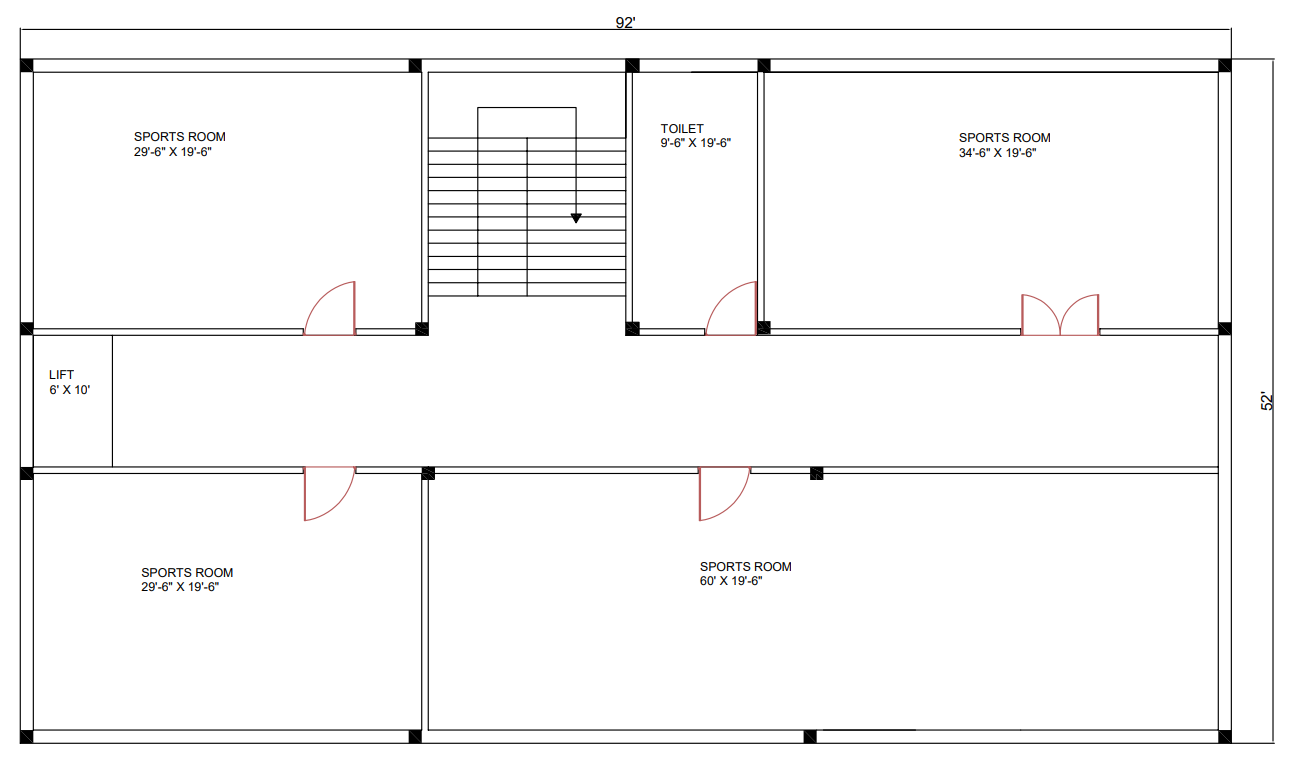 92'
SPORTS ROOM
29'-6" X 19'-6"
TOILET
9'-6" X 19'-6"
SPORTS ROOM
34'-6" X 19'-6"
LIFT
6' X 10'
52'
SPORTS ROOM
29'-6" X 19'-6"
SPORTS ROOM
60' X 19'-6"